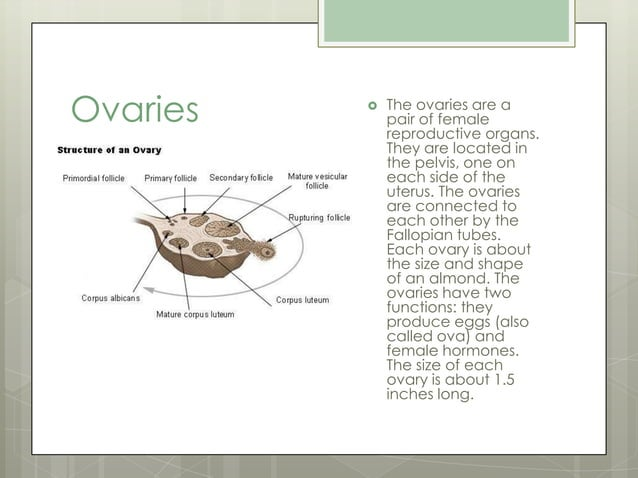 Ovaries
Structure of an Ovary
Primordial follicle
Primary follicle
Secondary follicle
Mature vesicular
follicle
Rupturing follicle
Corpus albicans
Mature corpus luteum
Corpus luteum
The ovaries are a
pair of female
reproductive organs.
They are located in
the pelvis, one on
each side of the
uterus. The ovaries
are connected to
each other by the
Fallopian tubes.
Each ovary is about
the size and shape
of an almond. The
ovaries have two
functions: they
produce eggs (also
called ova) and
female hormones.
The size of each
ovary is about 1.5
inches long.